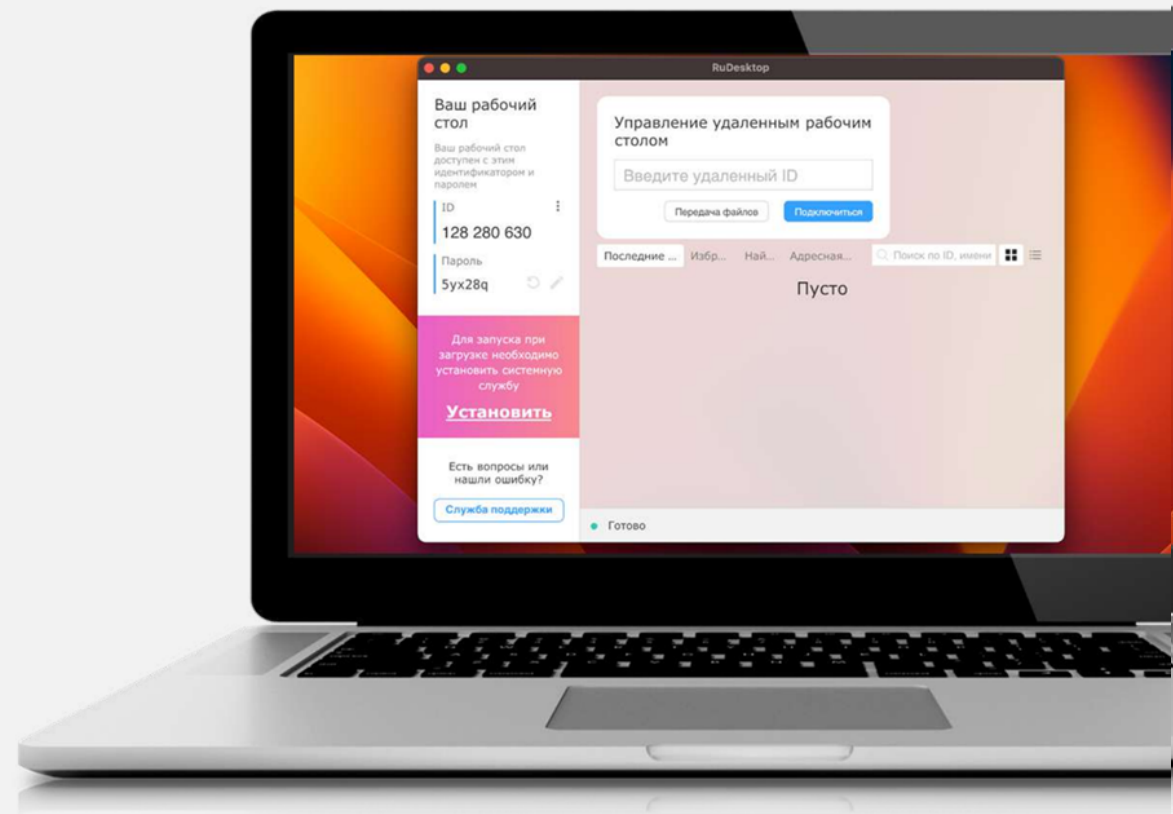 RuDesktop
Ваш рабочий
стол
Ваш рабочий стол
доступен с этим
идентификатором и
паролем
ID
128 280 630
Пароль
5yx28q
Для запуска при
загрузке необходимо
установить системную
службу
Установить
Есть вопросы или
нашли ошибку?
Служба поддержки
Управление удаленным рабочим
столом
Введите удаленный ID
Передача файлов
Подключиться
Последние ...
Избр...
Най...
Адресная...
Поиск по ID, имени
Пусто
Готово